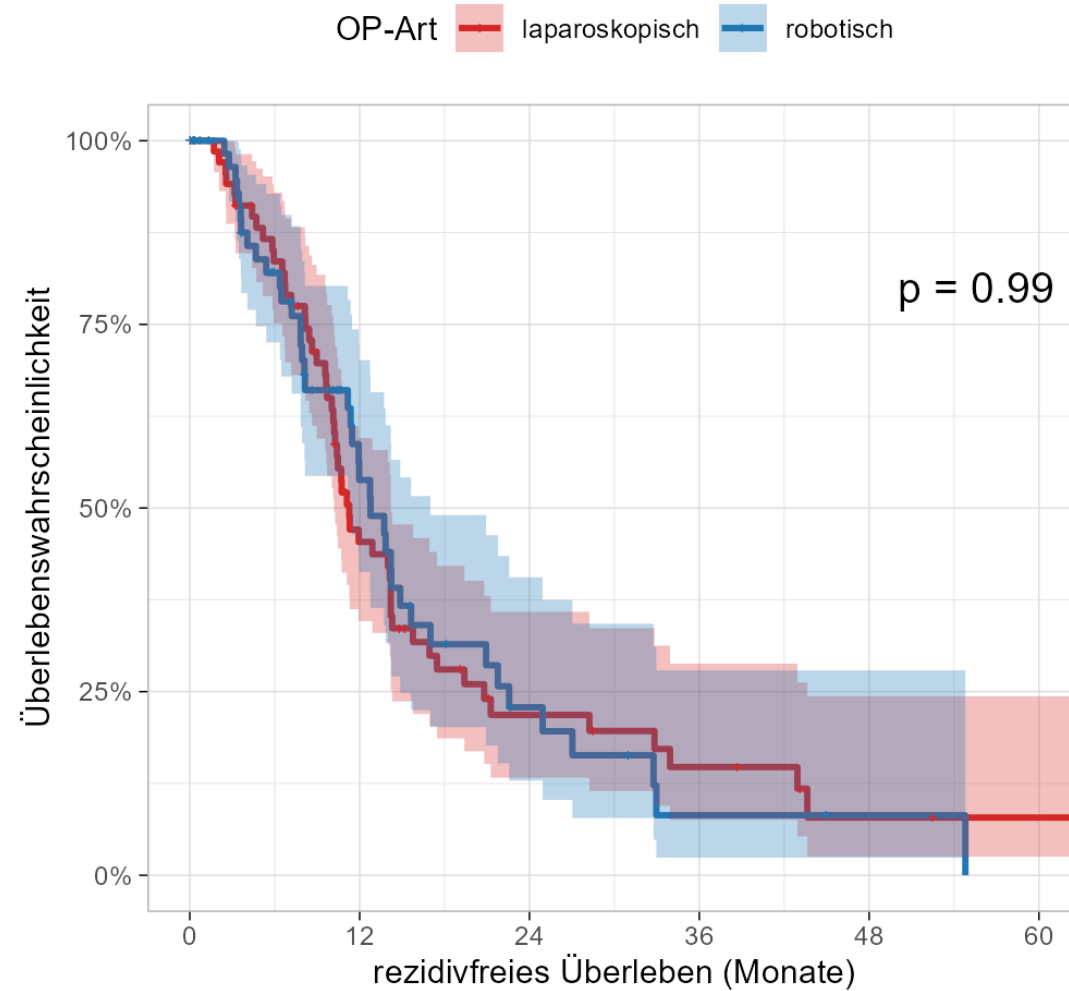 OP-Art laparoskopisch robotisch
100%
75%
50%
25%
0%
p = 0.99
Überlebenswahrscheinlichkeit
0 12 24 36 48 60
rezidivfreies Überleben (Monate)